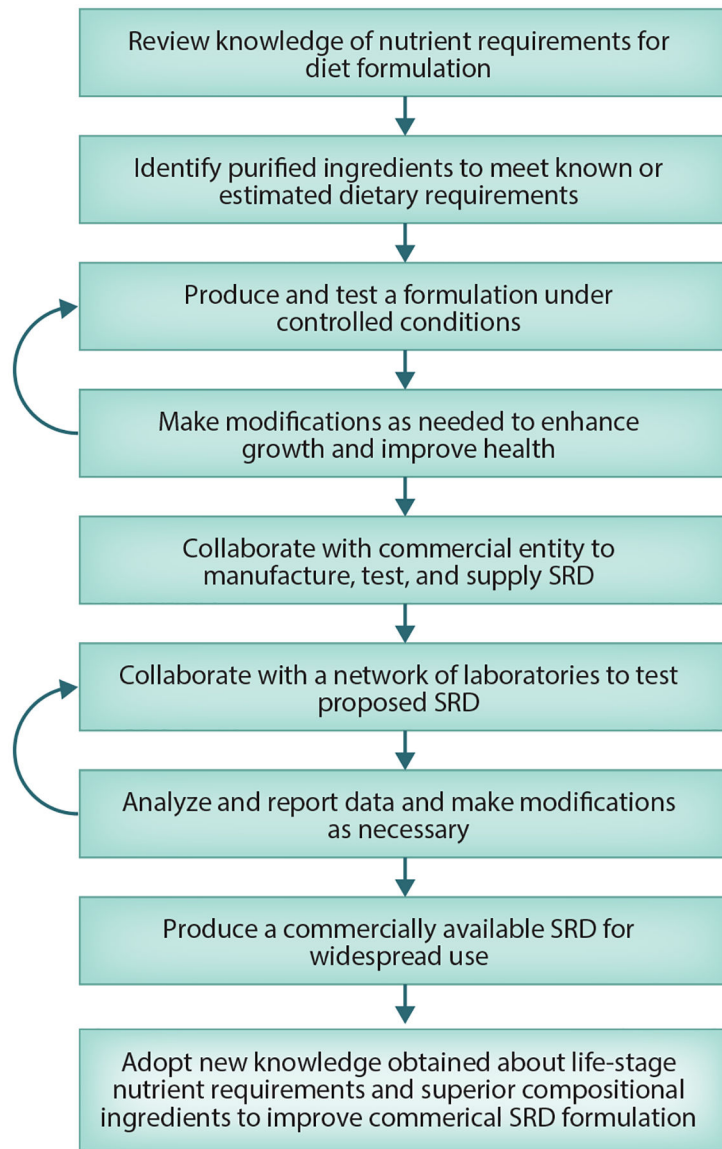 Review knowledge of nutrient requirements for
diet formulation
Identify purified ingredients to meet known or
estimated dietary requirements
Produce and test a formulation under
controlled conditions
Make modifications as needed to enhance
growth and improve health
Collaborate with commercial entity to
manufacture, test, and supply SRD
Collaborate with a network of laboratories to test
proposed SRD
Analyze and report data and make modifications
as necessary
Produce a commercially available SRD for
widespread use
Adopt new knowledge obtained about life-stage
nutrient requirements and superior compositional
ingredients to improve commerical SRD formulation